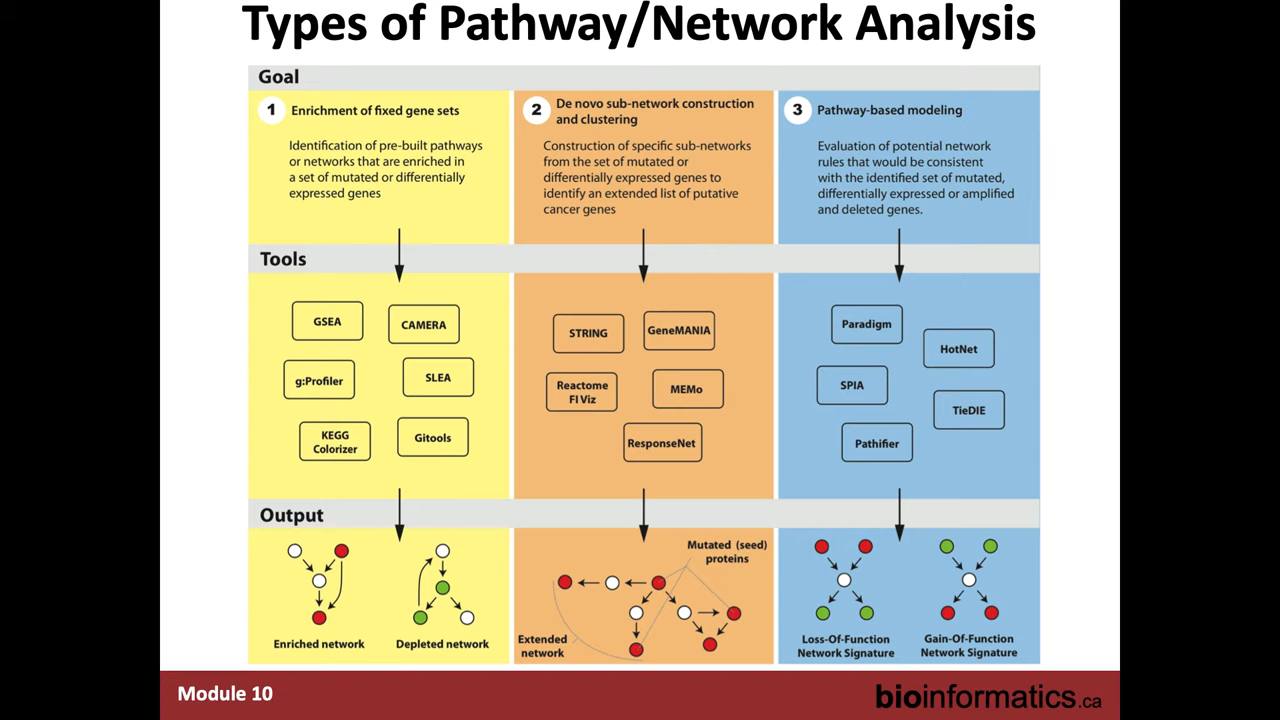 Types of Pathway/Network Analysis
Goal
1 Enrichment of fixed gene sets
Identification of pre-built pathways
or networks that are enriched in
a set of mutated or differentially
expressed genes
2 De novo sub-network construction
and clustering
Construction of specific sub-networks
from the set of mutated or
differentially expressed genes to
identify an extended list of putative
cancer genes
3 Pathway-based modeling
Evaluation of potential network
rules that would be consistent
with the identified set of mutated,
differentially expressed or amplified
and deleted genes.
Tools
GSEA
CAMERA
g:Profiler
SLEA
KEGG
Colorizer
Gitools
STRING
GeneMANIA
Reactome
FI Viz
MEMo
ResponseNet
Paradigm
HotNet
SPIA
TieDIE
Pathifier
Output
Enriched network
Depleted network
Mutated (seed)
proteins
Extended
network
Loss-Of-Function
Network Signature
Gain-Of-Function
Network Signature
Module 10
bioinformatics.ca